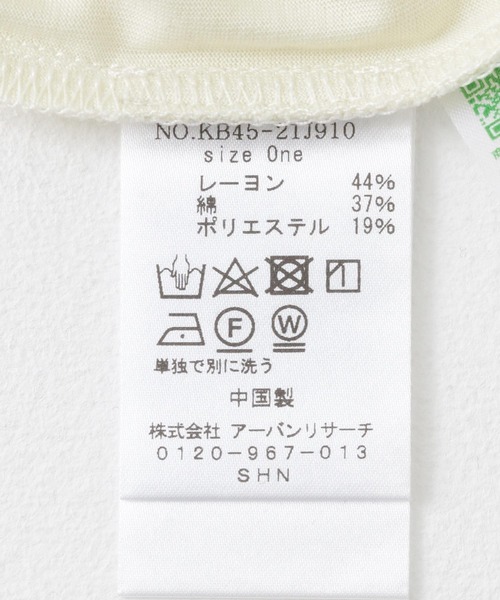 NO.KB45-21J910
size One
レーヨン 44%
綿 37%
ポリエステル 19%
F W
単独で別に洗う
中国製
株式会社 アーバンリサーチ
0120-967-013
SHN